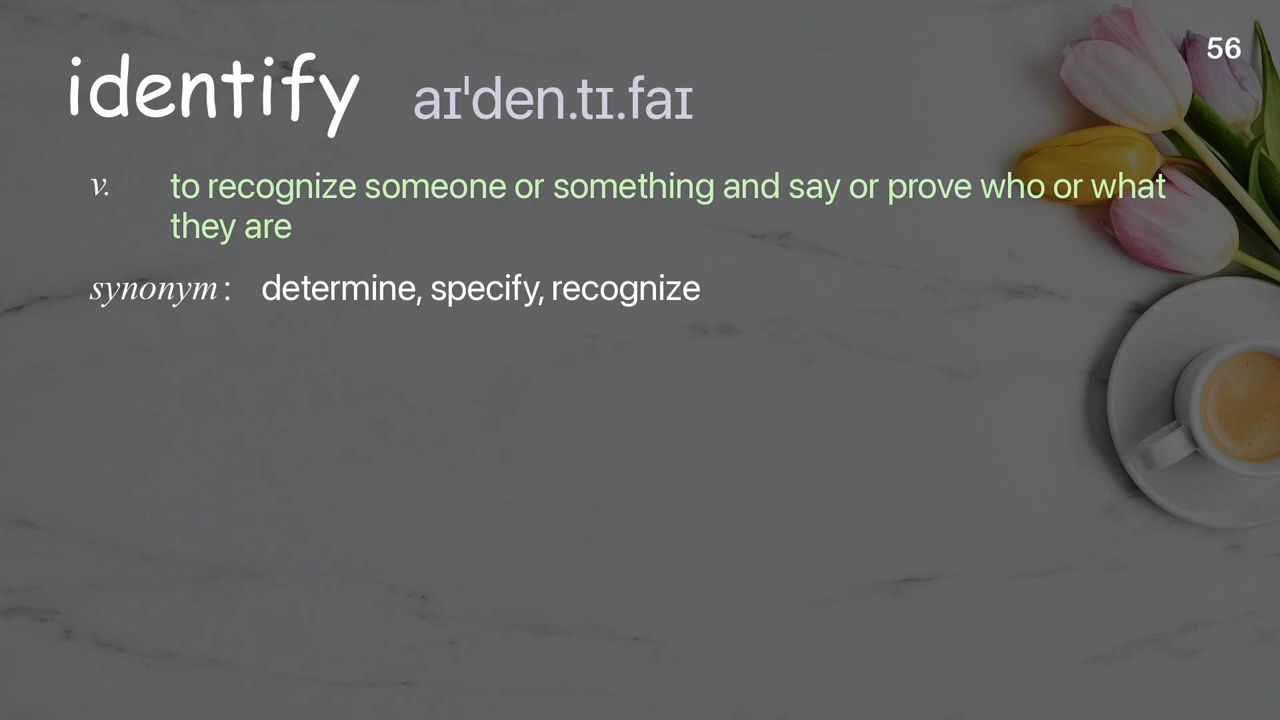 56
identify aɪˈden.tɪ.faɪ
v. to recognize someone or something and say or prove who or what
they are
synonym: determine, specify, recognize